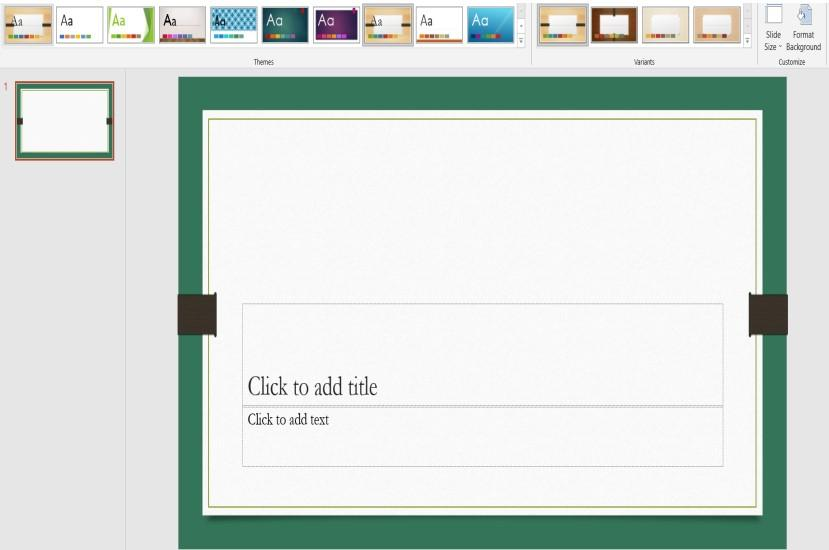 Aa Aa Aa Aa Aa Aa Aa Aa Aa Aa
Themes
Variants
Slide
Size
Format
Background
Customize
1
Click to add title
Click to add text